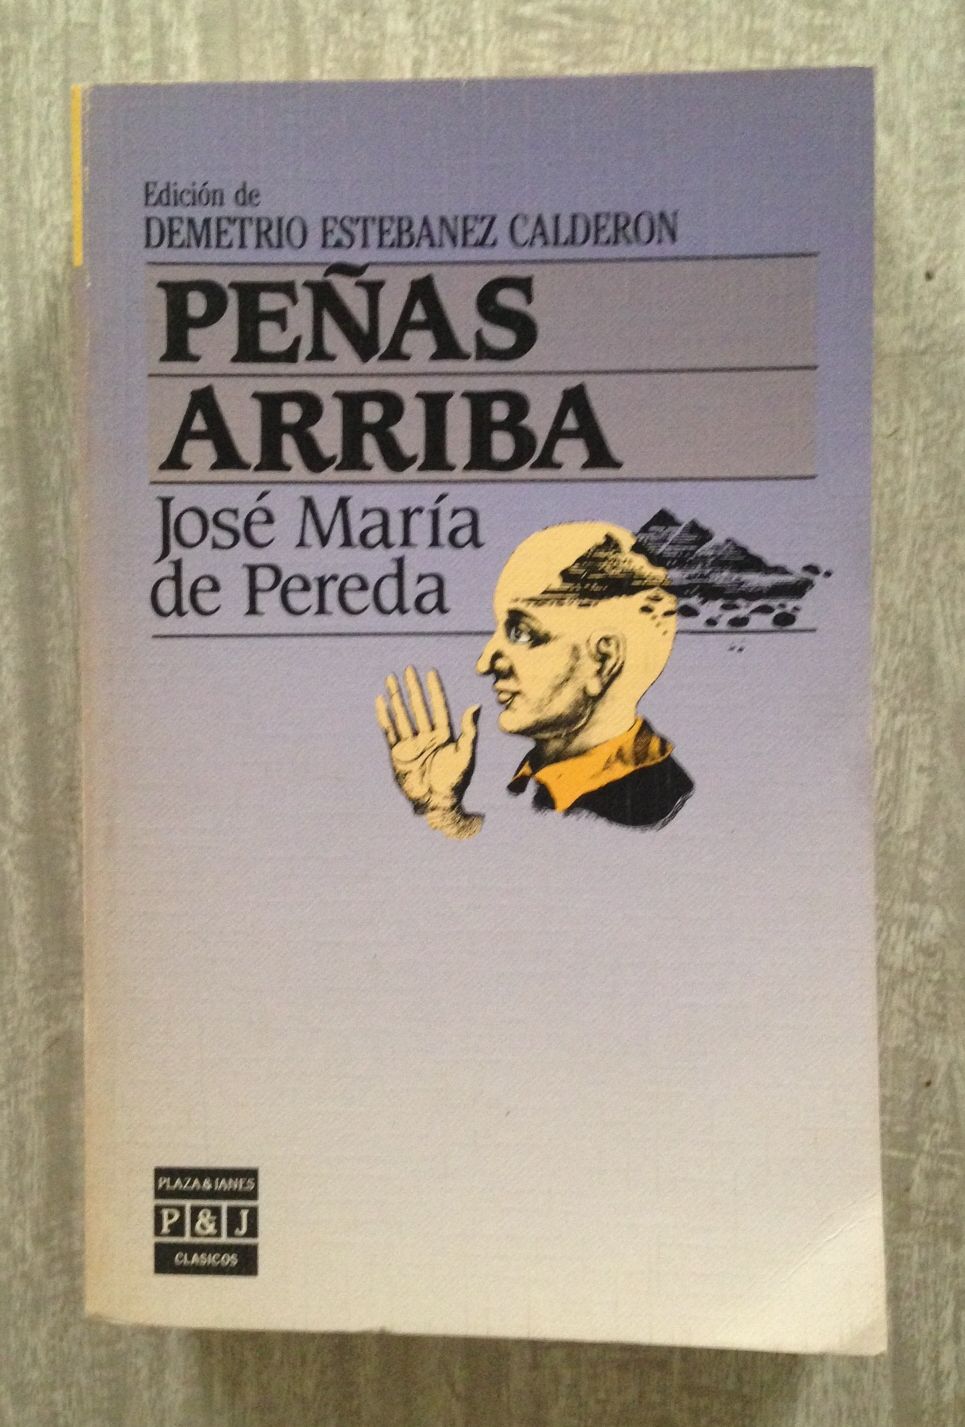 Edición de
DEMETRIO ESTEBANEZ CALDERON
PEÑAS
ARRIBA
José María
de Pereda
PLAZA & JANES
P & J
CLASICOS